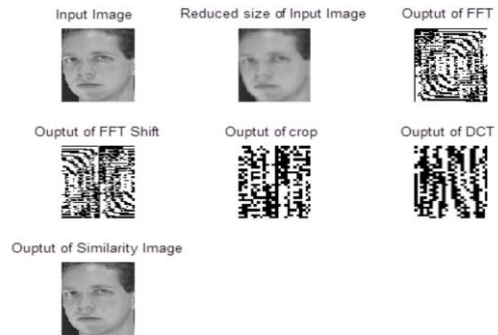 Input Image
Reduced size of Input Image
Ouptut of FFT
Ouptut of FFT Shift
Ouptut of crop
Ouptut of DCT
Ouptut of Similarity Image